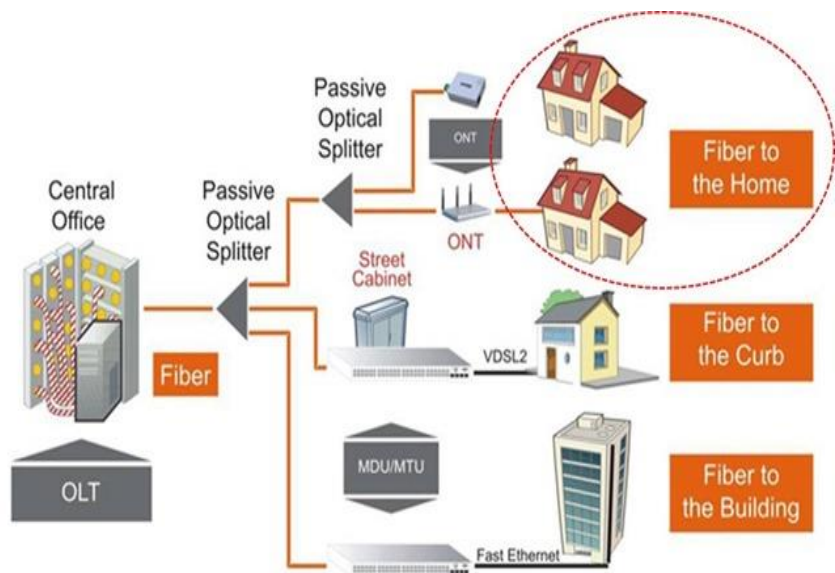 Passive
Optical
Splitter
ONT
Fiber to
the Home
Central
Office
Passive
Optical
Splitter
ONT
Street
Cabinet
Fiber
VDSL2
Fiber to
the Curb
OLT
MDU/MTU
Fiber to
the Building
Fast Ethernet